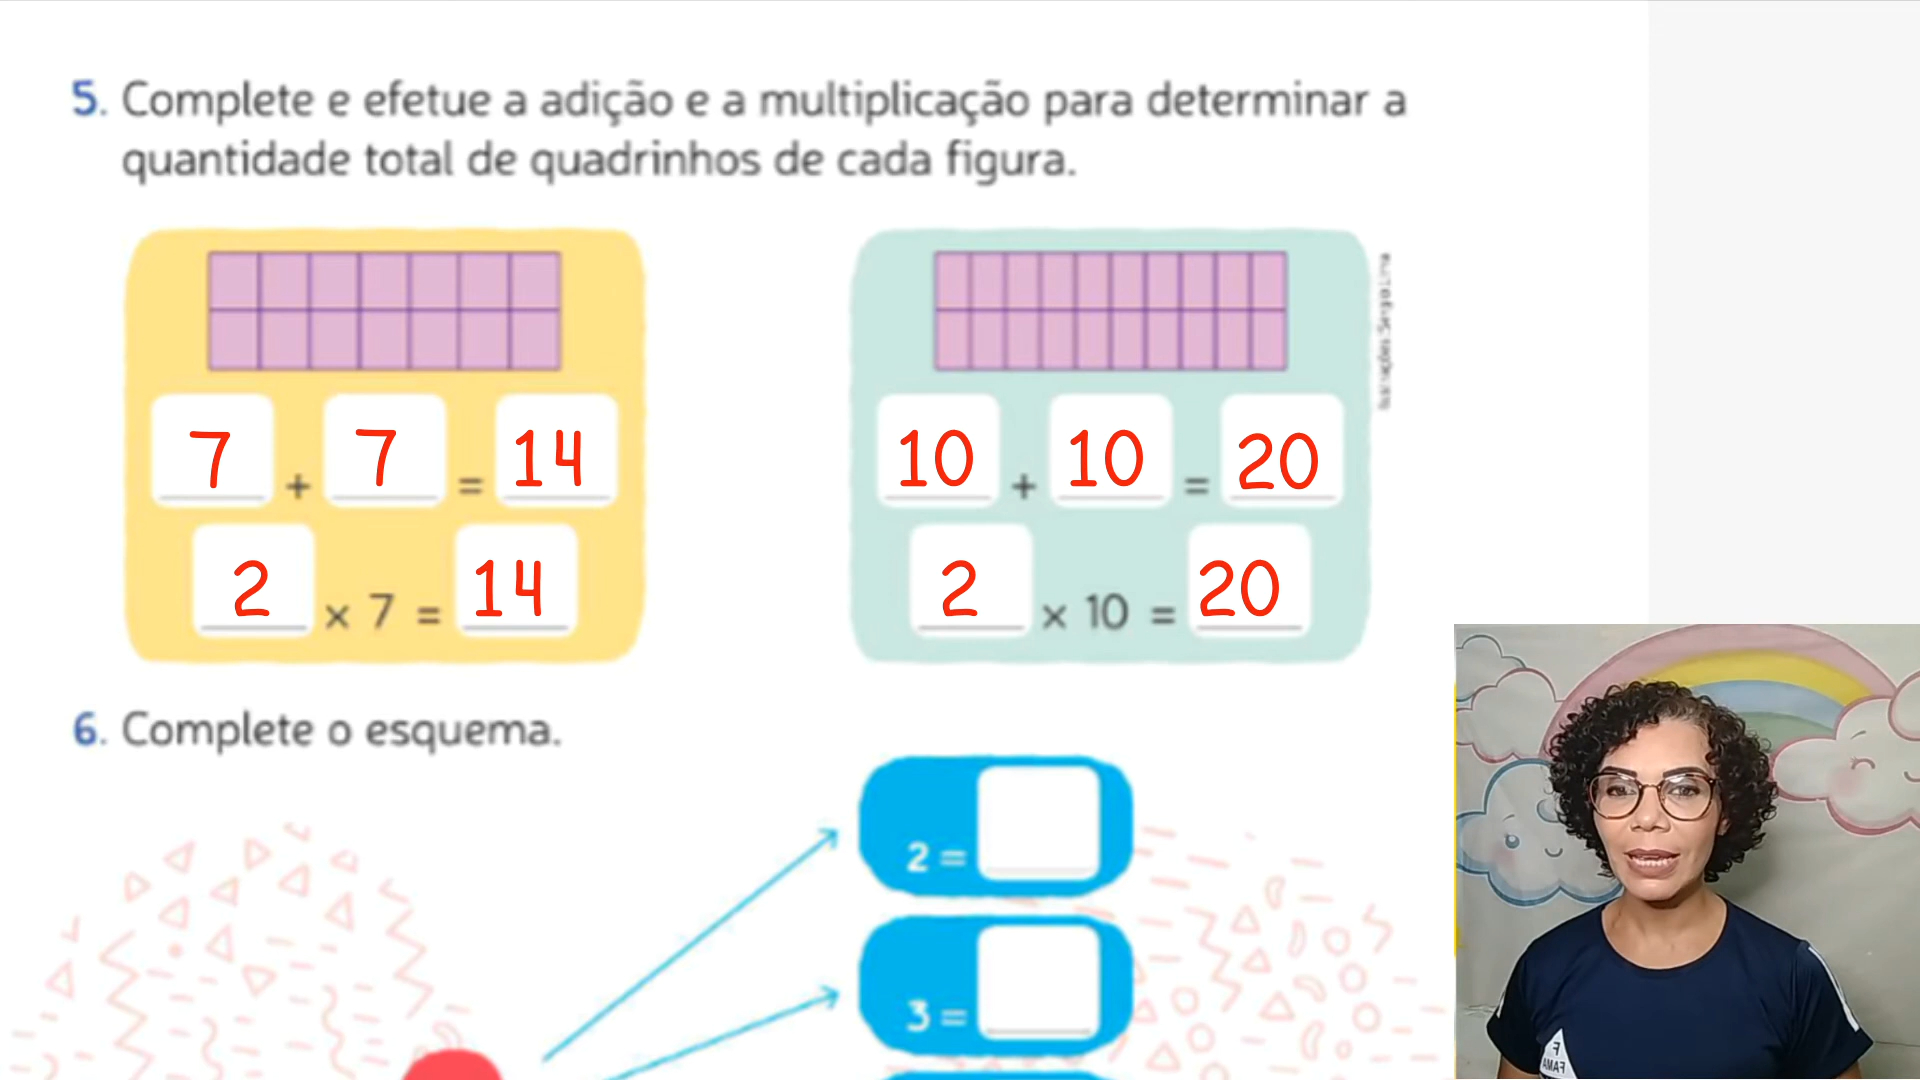 5. Complete e efetue a adição e a multiplicação para determinar a
quantidade total de quadrinhos de cada figura.
7 + 7 = 14
2 x 7 = 14
10 + 10 = 20
2 x 10 = 20
6. Complete o esquema.
2 =
3 =